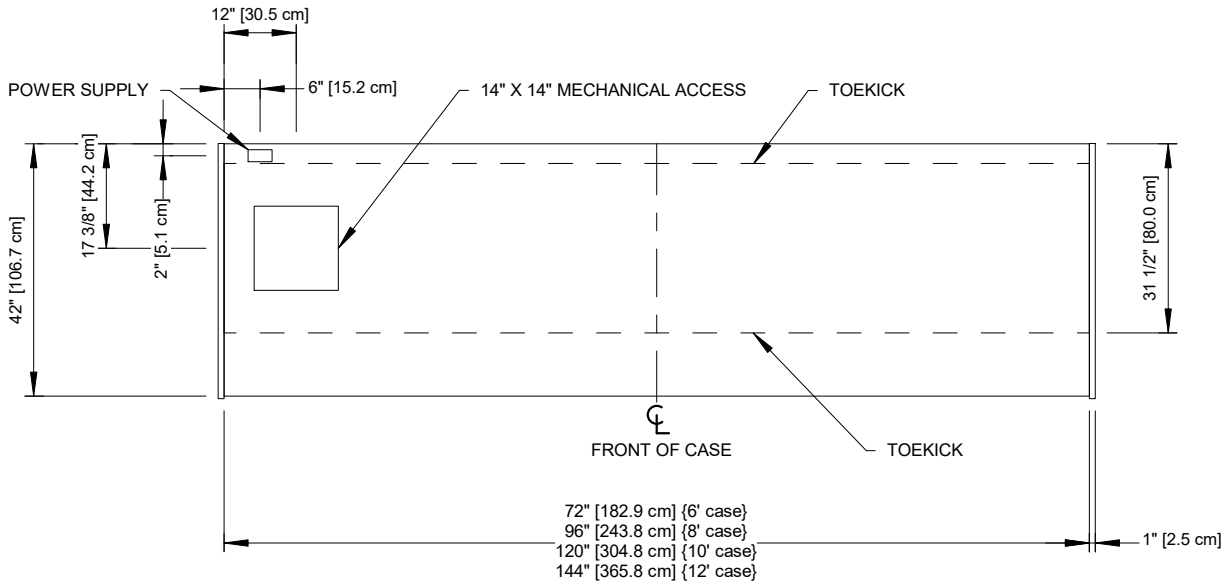 12" [30.5 cm]
POWER SUPPLY
6" [15.2 cm]
14" X 14" MECHANICAL ACCESS
TOEKICK
42" [106.7 cm]
17 3/8" [44.2 cm]
2" [5.1 cm]
31 1/2" [80.0 cm]
CL
FRONT OF CASE
TOEKICK
72" [182.9 cm] {6' case}
96" [243.8 cm] {8' case}
120" [304.8 cm] {10' case}
144" [365.8 cm] {12' case}
1" [2.5 cm]